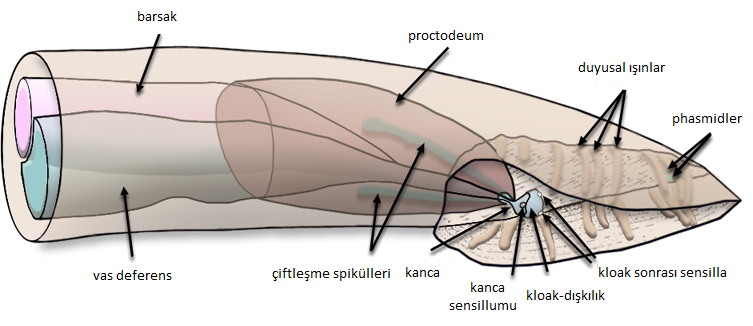 barsak
proctodeum
duyusal ışınlar
phasmidler
vas deferens
çiftleşme spikülleri
kanca
kanca
sensillumu
kloak-dışkılık
kloak sonrası sensilla